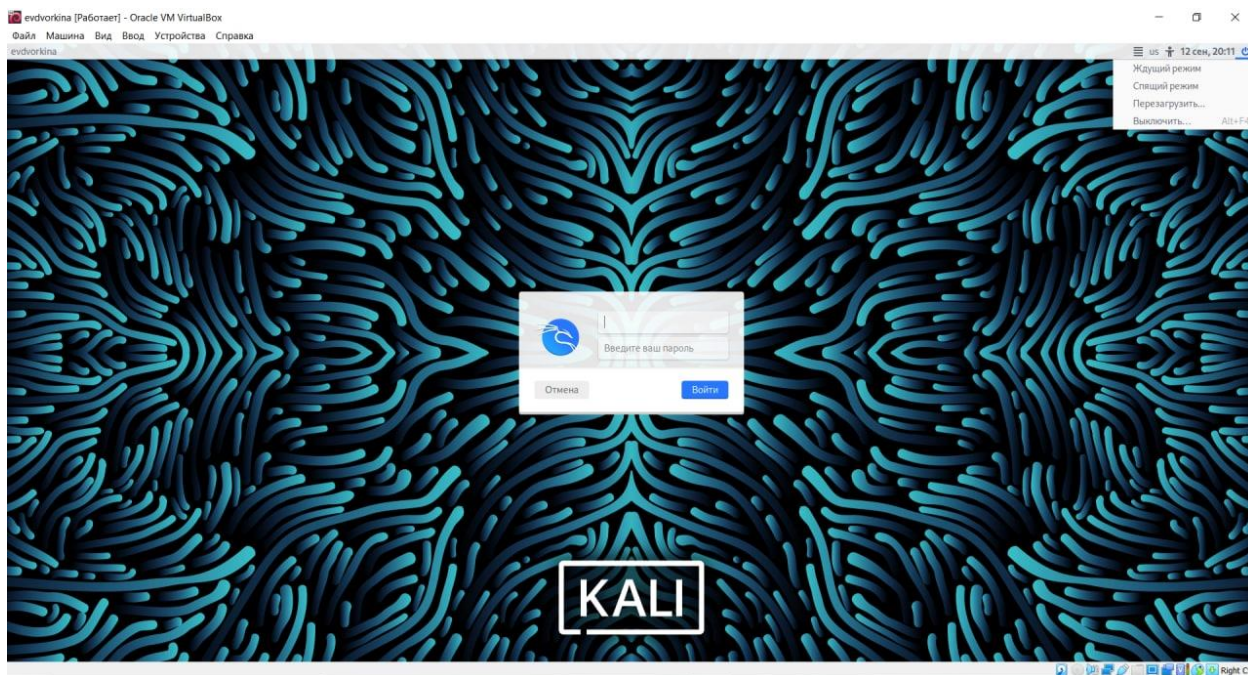 evdvorkina [Работает] - Oracle VM VirtualBox
Файл Машина Вид Ввод Устройства Справка
evdvorkina us 12 сен, 20:11
Ждущий режим
Спящий режим
Перезагрузить...
Выключить... Alt+F4
Введите ваш пароль
Отмена Войти
KALI
Right C